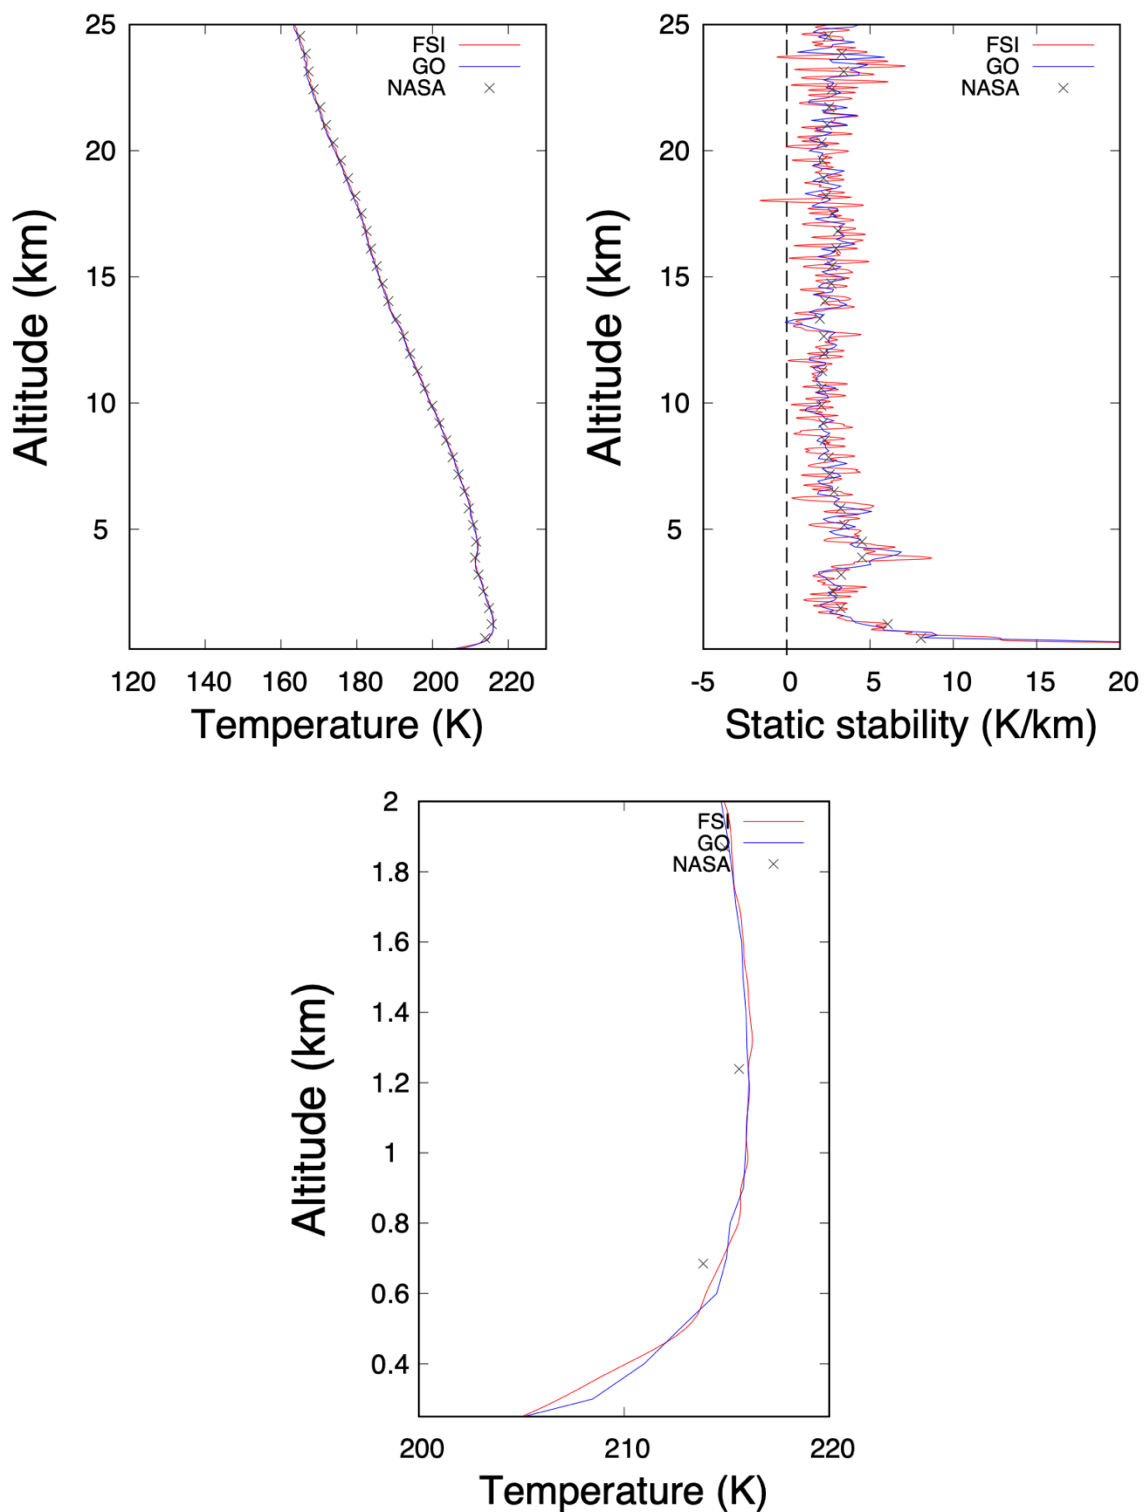 25
20
15
10
5
Altitude (km)
FSI
GO
NASA
120 140 160 180 200 220
Temperature (K)
25
20
15
10
5
Altitude (km)
FSI
GO
NASA
-5 0 5 10 15 20
Static stability (K/km)
2
1.8
1.6
1.4
1.2
1
0.8
0.6
0.4
Altitude (km)
FSI
GO
NASA
200 210 220
Temperature (K)